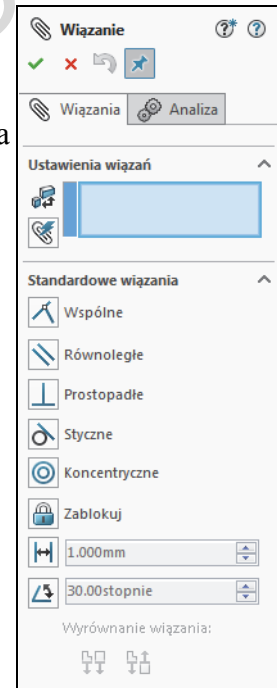 Wiązanie
Wiązania Analiza
a
Ustawienia wiązań
Standardowe wiązania
Wspólne
Równoległe
Prostopadłe
Styczne
Koncentryczne
Zablokuj
1.000mm
30.00stopnie
Wyrównanie wiązania: